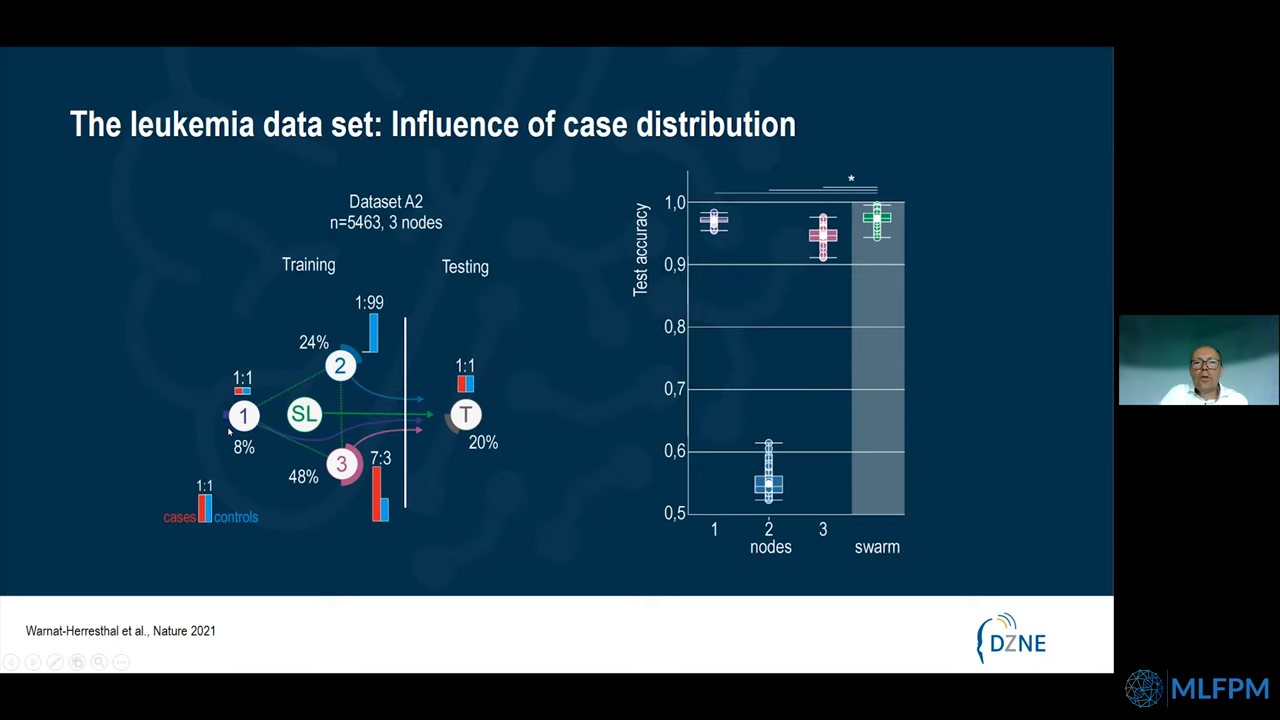 The leukemia data set: Influence of case distribution
Dataset A2
n=5463, 3 nodes
Training
Testing
1:99
24%
2
1:1
1
8%
SL
1:1
T
20%
3
48%
7:3
1:1
cases
controls
*
Test accuracy
1,0
0,9
0,8
0,7
0,6
0,5
1
2
3
nodes
swarm
Warnat-Herresthal et al., Nature 2021
DZNE
MLFPM